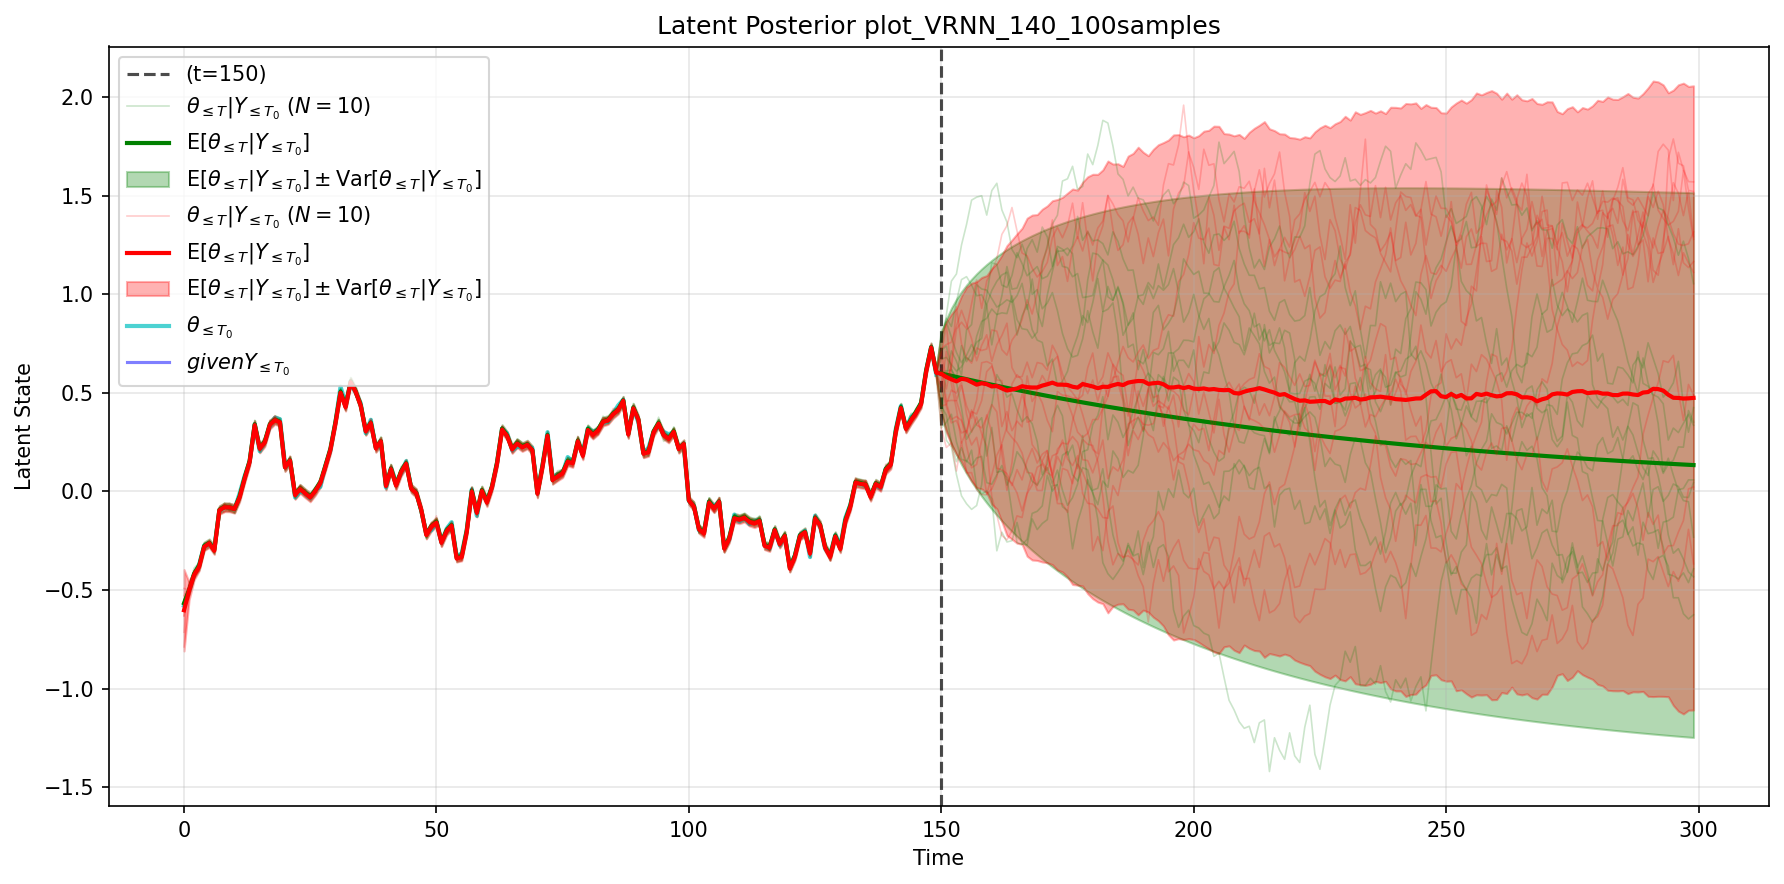 Latent Posterior plot_VRNN_140_100samples
(t=150)
θ≤T|Y≤T₀ (N = 10)
E[θ≤T|Y≤T₀]
E[θ≤T|Y≤T₀] ± Var[θ≤T|Y≤T₀]
θ≤T|Y≤T₀ (N = 10)
E[θ≤T|Y≤T₀]
E[θ≤T|Y≤T₀] ± Var[θ≤T|Y≤T₀]
θ≤T₀
givenY≤T₀
Latent State
2.0
1.5
1.0
0.5
0.0
−0.5
−1.0
−1.5
0 50 100 150 200 250 300
Time